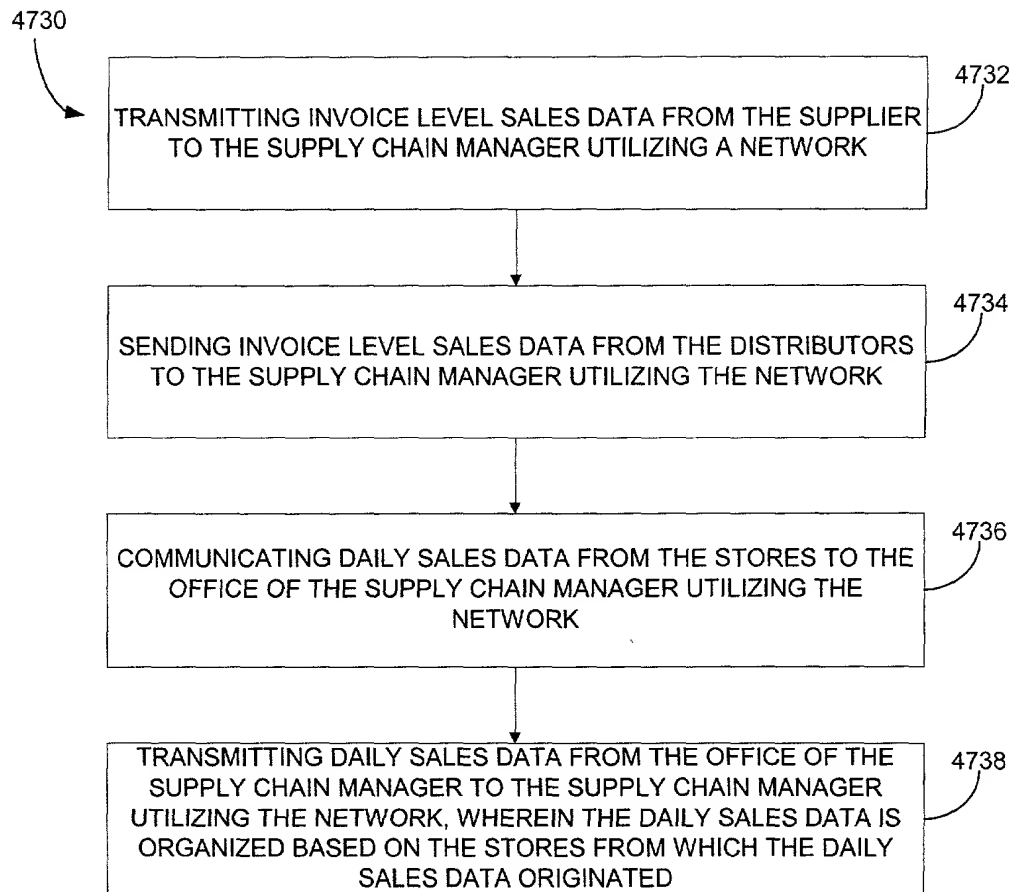 4730
4732
TRANSMITTING INVOICE LEVEL SALES DATA FROM THE SUPPLIER
TO THE SUPPLY CHAIN MANAGER UTILIZING A NETWORK
4734
SENDING INVOICE LEVEL SALES DATA FROM THE DISTRIBUTORS
TO THE SUPPLY CHAIN MANAGER UTILIZING THE NETWORK
4736
COMMUNICATING DAILY SALES DATA FROM THE STORES TO THE
OFFICE OF THE SUPPLY CHAIN MANAGER UTILIZING THE
NETWORK
4738
TRANSMITTING DAILY SALES DATA FROM THE OFFICE OF THE
SUPPLY CHAIN MANAGER TO THE SUPPLY CHAIN MANAGER
UTILIZING THE NETWORK, WHEREIN THE DAILY SALES DATA IS
ORGANIZED BASED ON THE STORES FROM WHICH THE DAILY
SALES DATA ORIGINATED